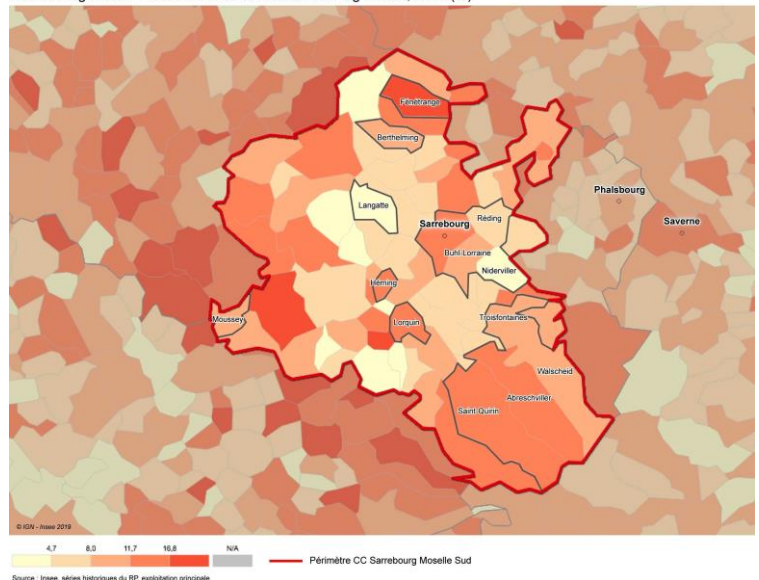 Fénétrange
Berthelming
Phalsbourg
Langatte
Réding
Sarrebourg
Saverne
Buhl-Lorraine
Niderviller
Héming
Moussey
Lorquin
Troisfontaines
Walscheid
Abreschviller
Saint-Quirin
© IGN - Insee 2019
4,7 8,0 11,7 16,8 N/A
Périmètre CC Sarrebourg Moselle Sud
Source : Insee, séries historiques du RP, exploitation principale